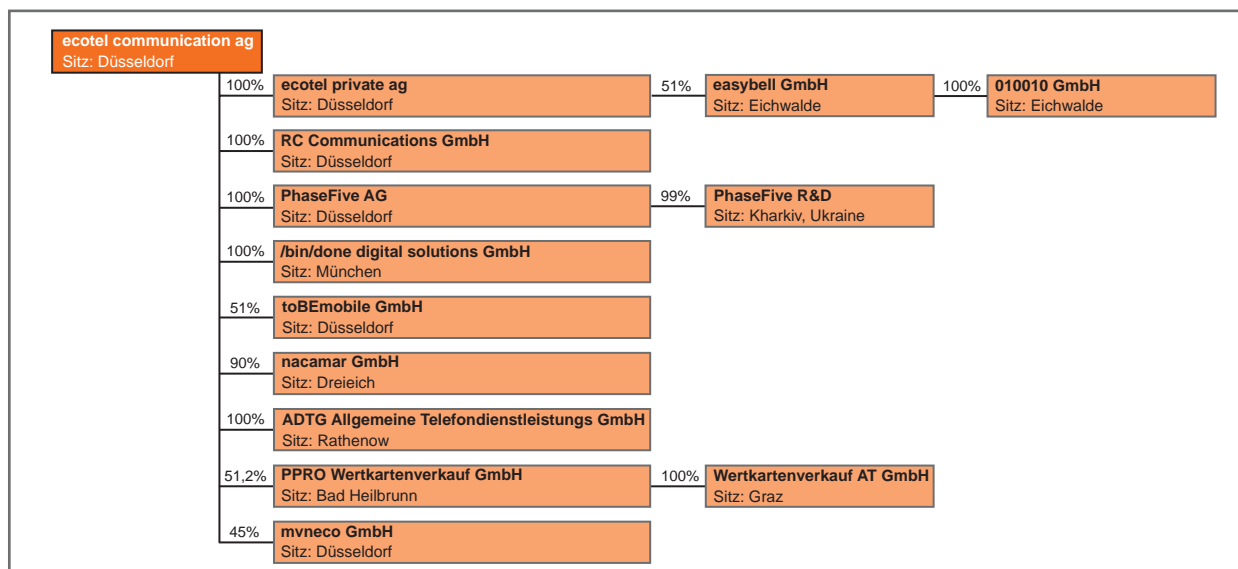 ecotel communication ag
Sitz: Düsseldorf
100%
ecotel private ag
Sitz: Düsseldorf
51%
easybell GmbH
Sitz: Eichwalde
100%
010010 GmbH
Sitz: Eichwalde
100%
RC Communications GmbH
Sitz: Düsseldorf
100%
PhaseFive AG
Sitz: Düsseldorf
99%
PhaseFive R&D
Sitz: Kharkiv, Ukraine
100%
/bin/done digital solutions GmbH
Sitz: München
51%
toBEmobile GmbH
Sitz: Düsseldorf
90%
nacamar GmbH
Sitz: Dreieich
100%
ADTG Allgemeine Telefondienstleistungs GmbH
Sitz: Rathenow
51,2%
PPRO Wertkartenverkauf GmbH
Sitz: Bad Heilbrunn
100%
Wertkartenverkauf AT GmbH
Sitz: Graz
45%
mvneco GmbH
Sitz: Düsseldorf